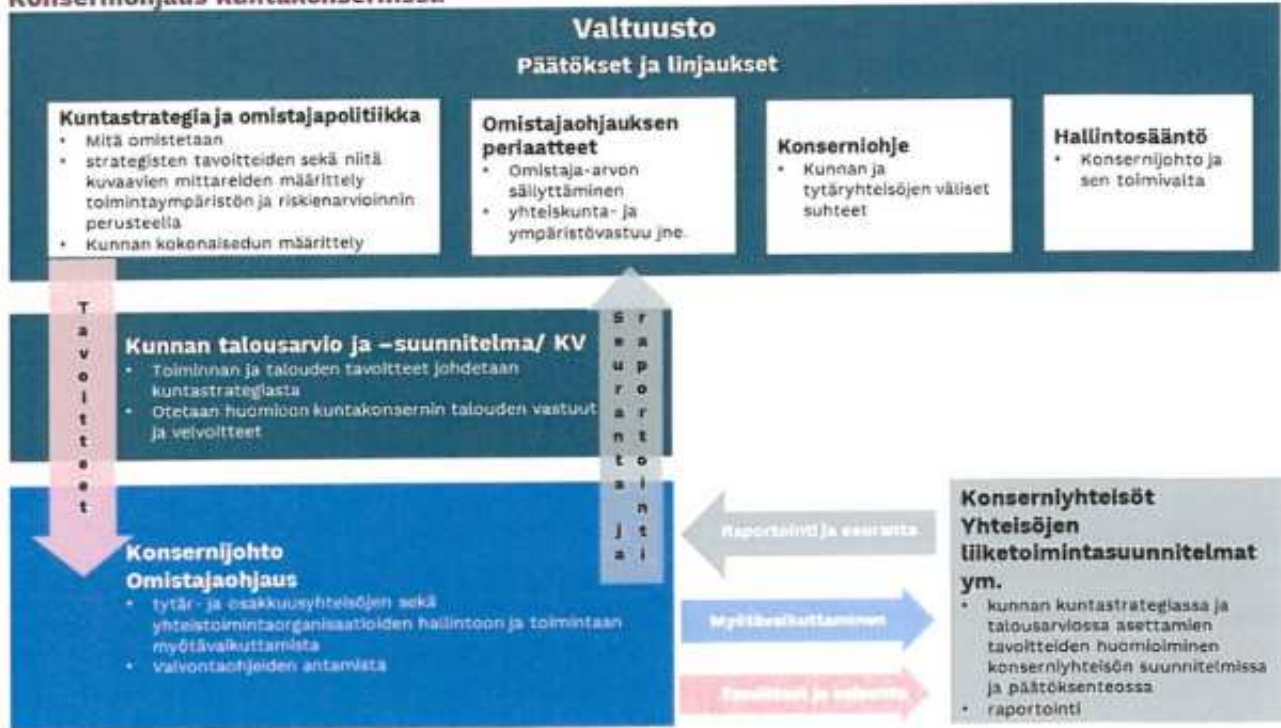 Konserniohjaus kuntakonsernissa
Valtuusto
Päätökset ja linjaukset
Kuntastrategia ja omistajapolitiikka
• Mitä omistetaan
• strategisten tavoitteiden sekä niitä
kuvaavien mittareiden määrittely
toimintaympäristön ja riskienarvioinnin
perusteella
• Kunnan kokonaisedun määrittely
Omistajaohjauksen
periaatteet
• Omistaja-arvon
säilyttäminen
• yhteiskunta- ja
ympäristövastuu jne.
Konserniohje
• Kunnan ja
tytäryhteisöjen väliset
suhteet
Hallintosääntö
• Konsernijohto ja
sen toimivalta
Tavoitteet
Seuranta ja
raportointi
Kunnan talousarvio ja –suunnitelma/ KV
• Toiminnan ja talouden tavoitteet johdetaan
kuntastrategiasta
• Otetaan huomioon kuntakonsernin talouden vastuut
ja velvoitteet
Konsernijohto
Omistajaohjaus
• tytär- ja osakkuusyhteisöjen sekä
yhteistoimintaorganisaatioiden hallintoon ja toimintaan
myötävaikuttamista
• Valvontaohjeiden antamista
Raportointi ja seuranta
Myötävaikuttaminen
Tavoitteet ja valvonta
Konserniyhteisöt
Yhteisöjen
liiketoimintasuunnitelmat
ym.
• kunnan kuntastrategiassa ja
talousarviossa asettamien
tavoitteiden huomioiminen
konserniyhteisön suunnitelmissa
ja päätöksenteossa
• raportointi